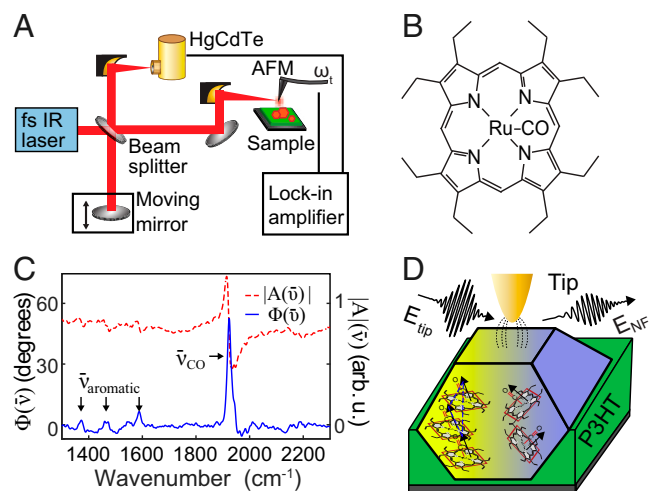 A
HgCdTe
AFM
ωt
fs IR
laser
Beam
splitter
Sample
Moving
mirror
Lock-in
amplifier
B
N
N
Ru–CO
N
N
C
Φ(ν̄) (degrees)
60
30
0
|A(ν̄)|
Φ(ν̄)
ν̄CO
ν̄aromatic
1
0
|A|(ν̄) (arb. u.)
1400 1600 1800 2000 2200
Wavenumber (cm⁻¹)
D
Tip
Etip
ENF
P3HT